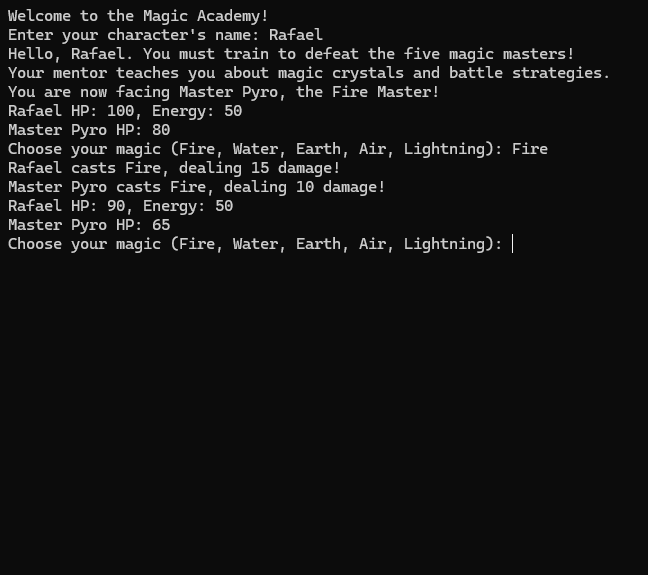 Welcome to the Magic Academy!
Enter your character's name: Rafael
Hello, Rafael. You must train to defeat the five magic masters!
Your mentor teaches you about magic crystals and battle strategies.
You are now facing Master Pyro, the Fire Master!
Rafael HP: 100, Energy: 50
Master Pyro HP: 80
Choose your magic (Fire, Water, Earth, Air, Lightning): Fire
Rafael casts Fire, dealing 15 damage!
Master Pyro casts Fire, dealing 10 damage!
Rafael HP: 90, Energy: 50
Master Pyro HP: 65
Choose your magic (Fire, Water, Earth, Air, Lightning):